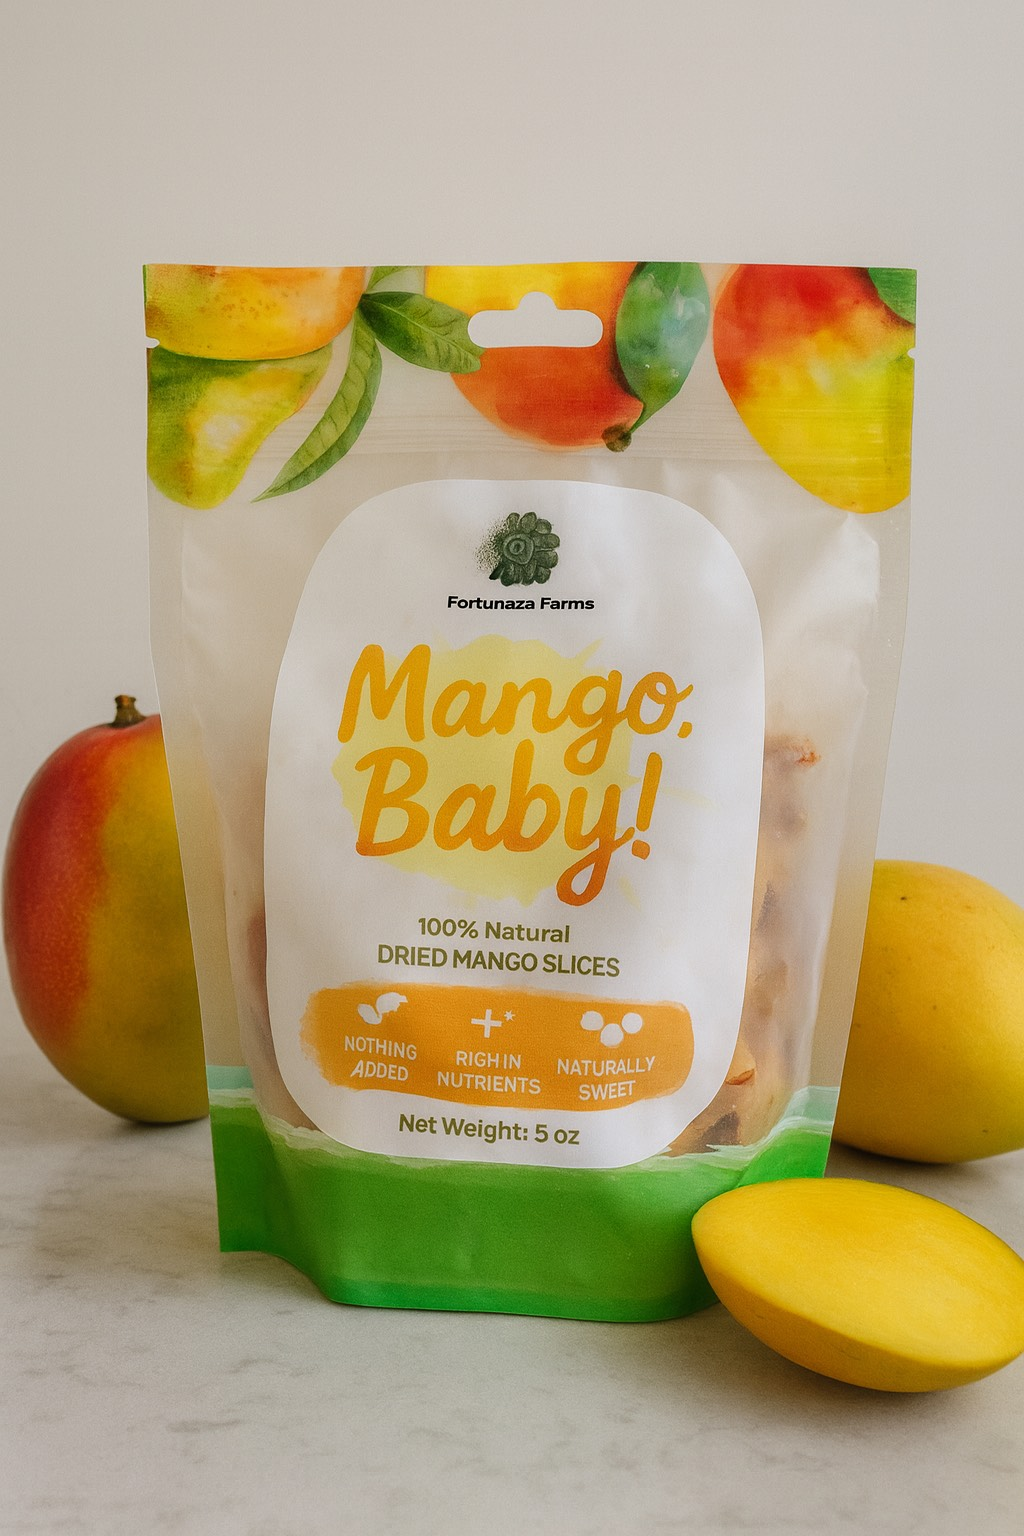 Fortunaza Farms
Mango,
Baby!
100% Natural
DRIED MANGO SLICES
NOTHING
ADDED
RIGH IN
NUTRIENTS
NATURALLY
SWEET
Net Weight: 5 oz